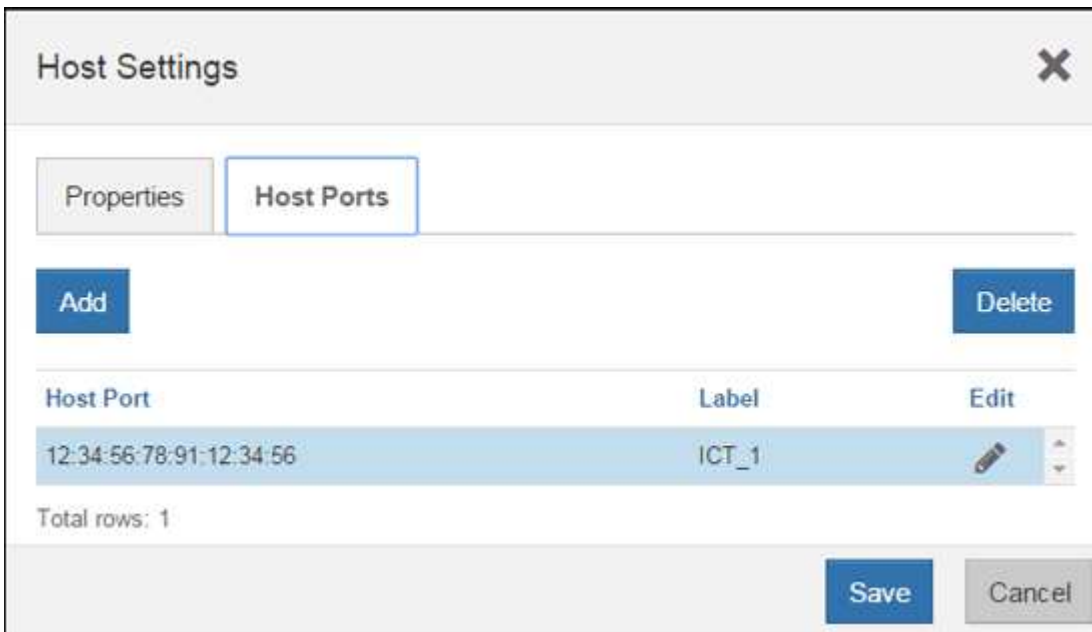 Host Settings
Properties Host Ports
Add Delete
Host Port Label Edit
12:34:56:78:91:12:34:56 ICT_1
Total rows: 1
Save Cancel